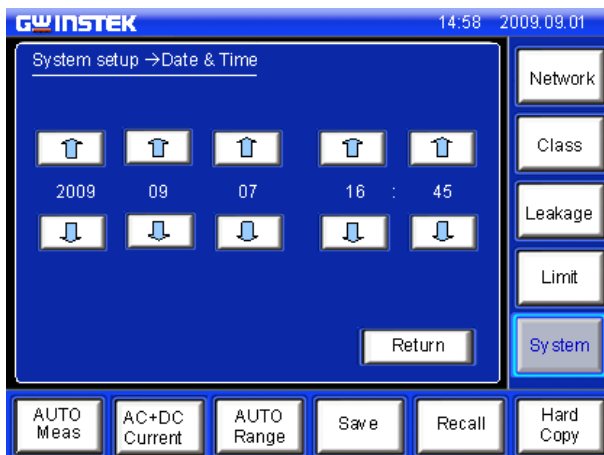 GWINSTEK 14:58 2009.09.01
System setup →Date & Time
2009 09 07 16 : 45
Return
Network
Class
Leakage
Limit
System
AUTO
Meas
AC+DC
Current
AUTO
Range
Save
Recall
Hard
Copy